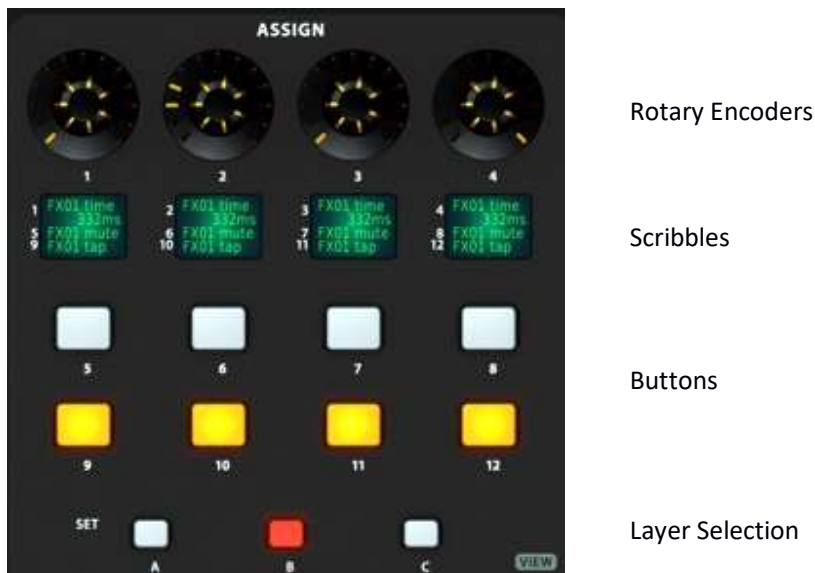 ASSIGN
1 2 3 4
Rotary Encoders
1 FX01 time 2 FX01 time 3 FX01 time 4 FX01 time
332ms 332ms 332ms 332ms
5 FX01 mute 6 FX01 mute 7 FX01 mute 8 FX01 mute
9 FX01 tap 10 FX01 tap 11 FX01 tap 12 FX01 tap
Scribbles
5 6 7 8
Buttons
9 10 11 12
SET
A B C
VIEW
Layer Selection